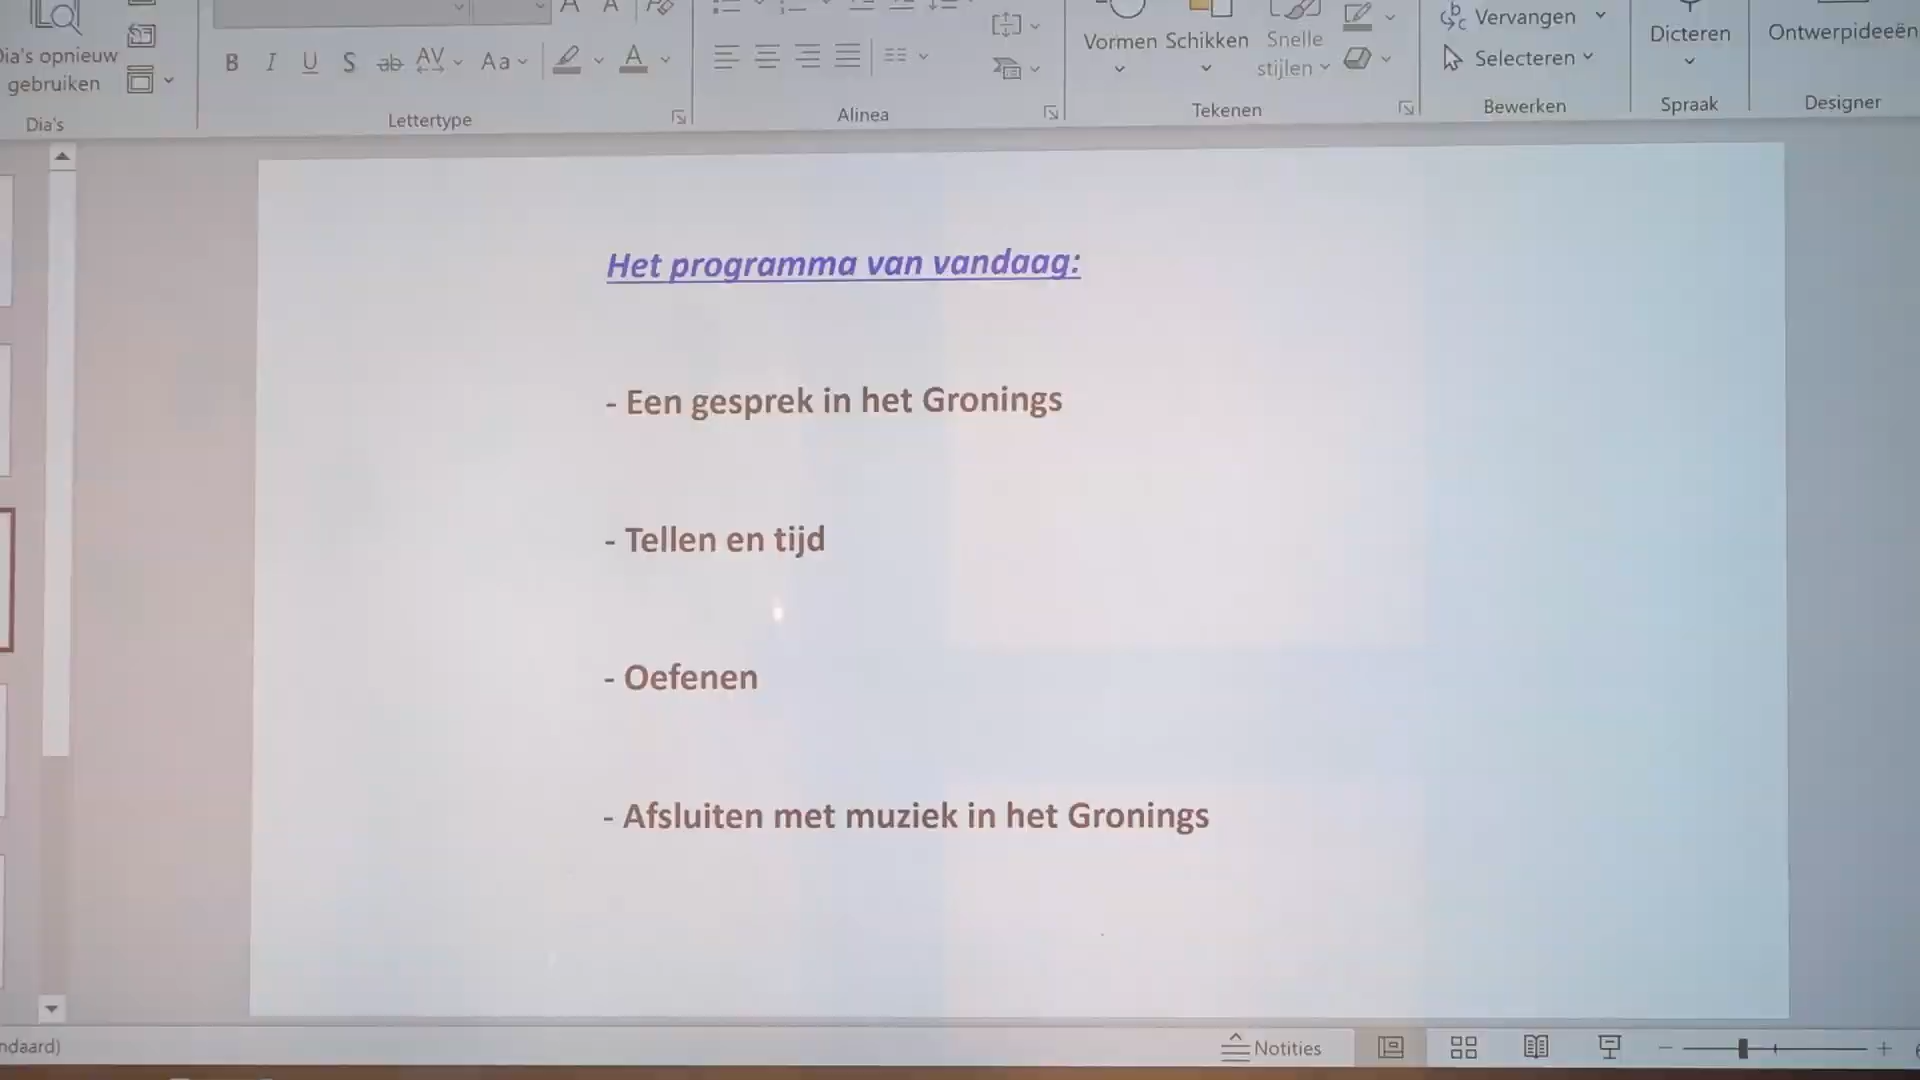 Dia's opnieuw
gebruiken
Dia's
B I U S ab AV Aa A
Lettertype
Alinea
Vormen
Schikken
Snelle
stijlen
Tekenen
Vervangen
Selecteren
Bewerken
Dicteren
Spraak
Ontwerpideeën
Designer
Het programma van vandaag:
- Een gesprek in het Gronings
- Tellen en tijd
- Oefenen
- Afsluiten met muziek in het Gronings
ndaard)
Notities